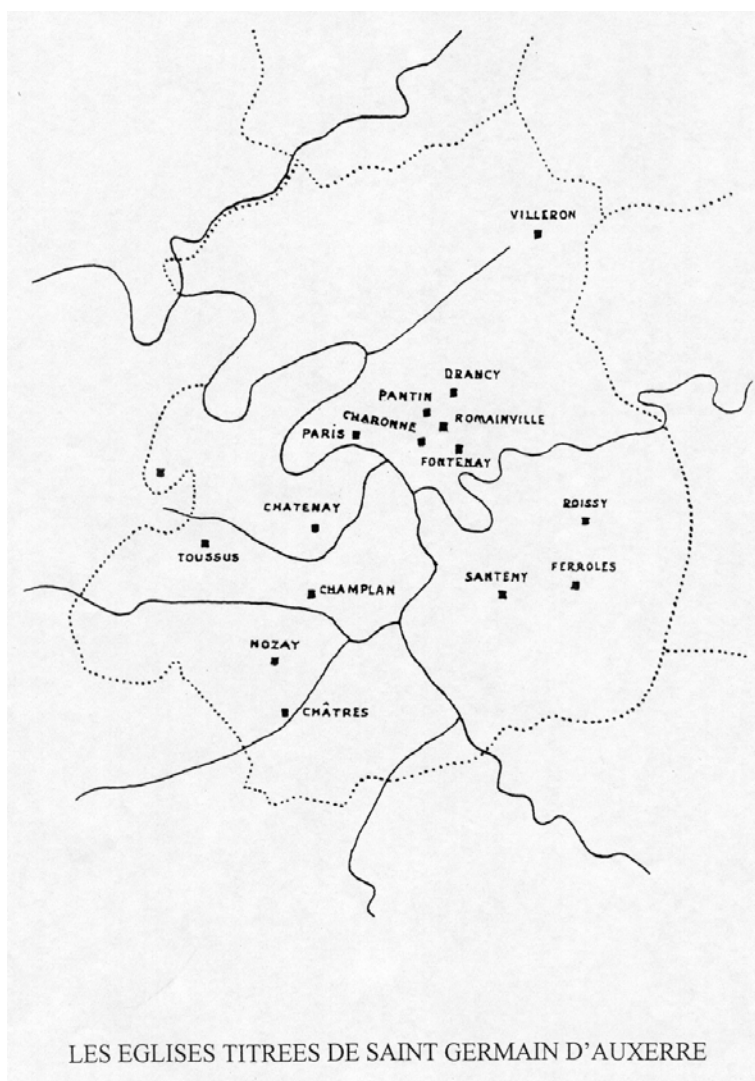 VILLERON
DRANCY
PANTIN
CHARONNE
ROMAINVILLE
PARIS
FONTENAY
CHATENAY
ROISSY
TOUSSUS
FERROLES
CHAMPLAN
SANTENY
NOZAY
CHÂTRES
LES EGLISES TITREES DE SAINT GERMAIN D'AUXERRE